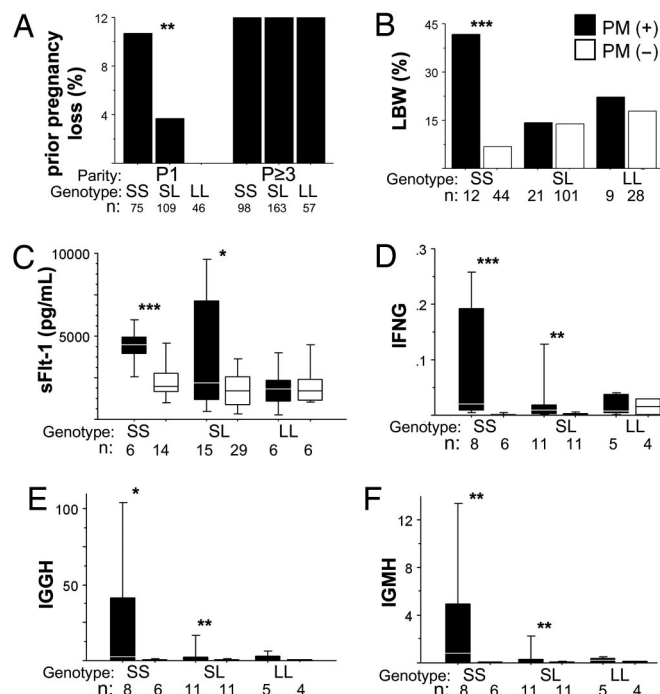 A
prior pregnancy
loss (%)
12
8
4
**
Parity: P1 P≥3
Genotype: SS SL LL SS SL LL
n: 75 109 46 98 163 57
B
LBW (%)
45
30
15
***
PM (+)
PM (−)
Genotype: SS SL LL
n: 12 44 21 101 9 28
C
sFlt-1 (pg/mL)
10000
5000
***
*
Genotype: SS SL LL
n: 6 14 15 29 6 6
D
IFNG
.3
.2
.1
0
***
**
Genotype: SS SL LL
n: 8 6 11 11 5 4
E
IGGH
100
50
0
*
**
Genotype: SS SL LL
n: 8 6 11 11 5 4
F
IGMH
12
8
4
0
**
**
Genotype: SS SL LL
n: 8 6 11 11 5 4